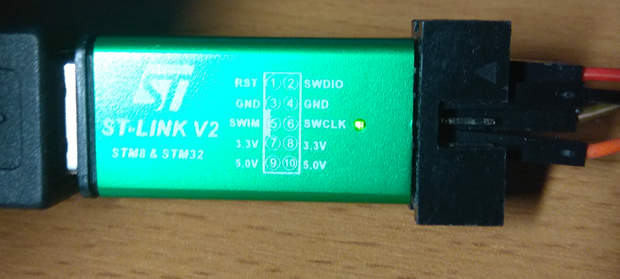 ST
ST-LINK V2
STM8 & STM32
RST 1 2 SWDIO
GND 3 4 GND
SWIM 5 6 SWCLK
3.3V 7 8 3.3V
5.0V 9 10 5.0V